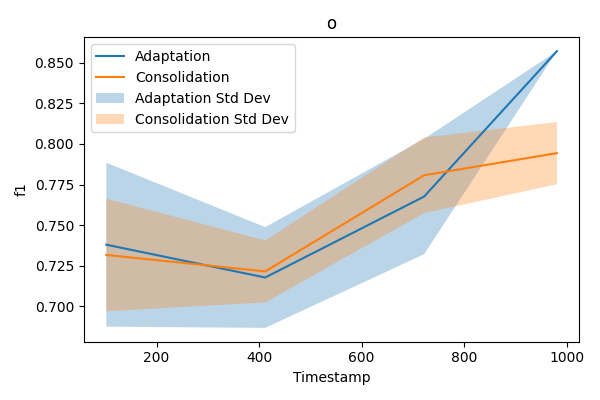 o
Adaptation
Consolidation
Adaptation Std Dev
Consolidation Std Dev
f1
0.850
0.825
0.800
0.775
0.750
0.725
0.700
200
400
600
800
1000
Timestamp